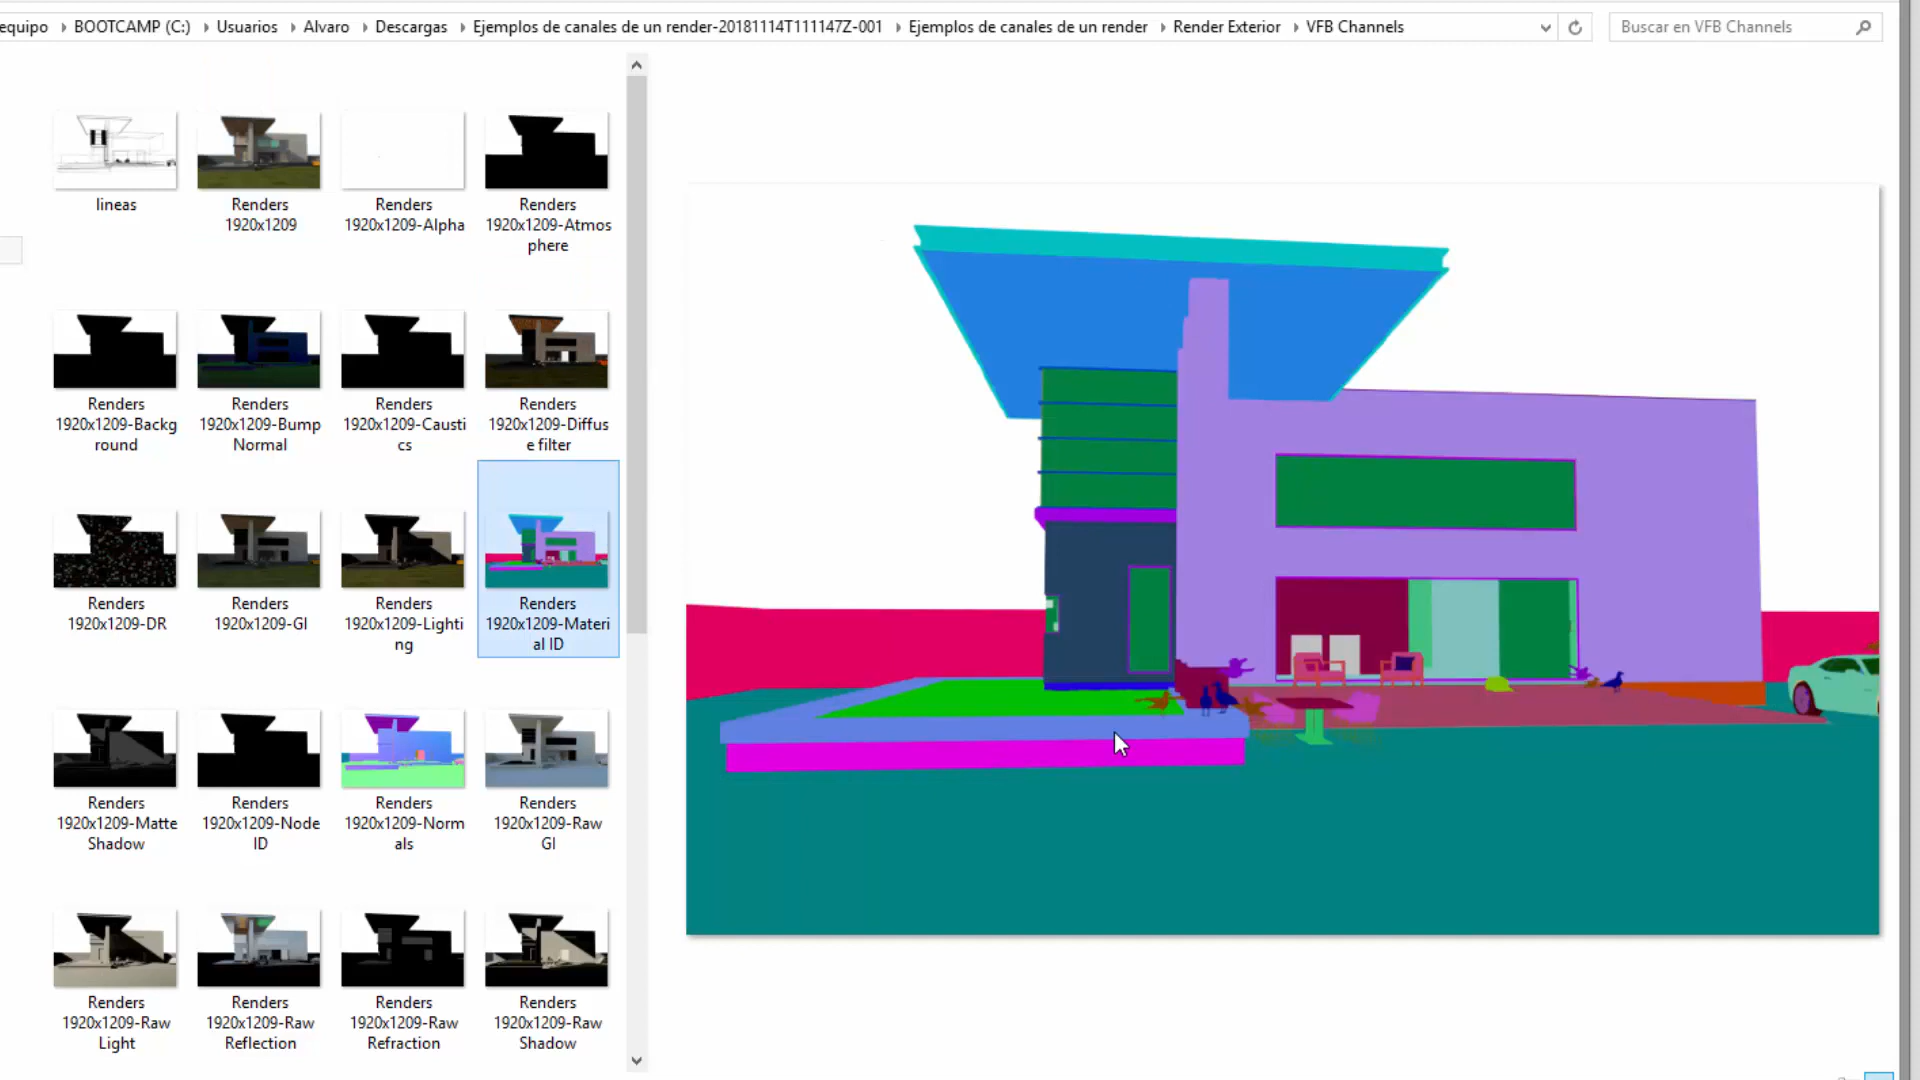 equipo > BOOTCAMP (C:) > Usuarios > Alvaro > Descargas > Ejemplos de canales de un render-20181114T111147Z-001 > Ejemplos de canales de un render > Render Exterior > VFB Channels
Buscar en VFB Channels
lineas
Renders
1920x1209
Renders
1920x1209-Alpha
Renders
1920x1209-Atmos
phere
Renders
1920x1209-Backg
round
Renders
1920x1209-Bump
Normal
Renders
1920x1209-Causti
cs
Renders
1920x1209-Diffus
e filter
Renders
1920x1209-DR
Renders
1920x1209-GI
Renders
1920x1209-Lighti
ng
Renders
1920x1209-Materi
al ID
Renders
1920x1209-Matte
Shadow
Renders
1920x1209-Node
ID
Renders
1920x1209-Norm
als
Renders
1920x1209-Raw
GI
Renders
1920x1209-Raw
Light
Renders
1920x1209-Raw
Reflection
Renders
1920x1209-Raw
Refraction
Renders
1920x1209-Raw
Shadow